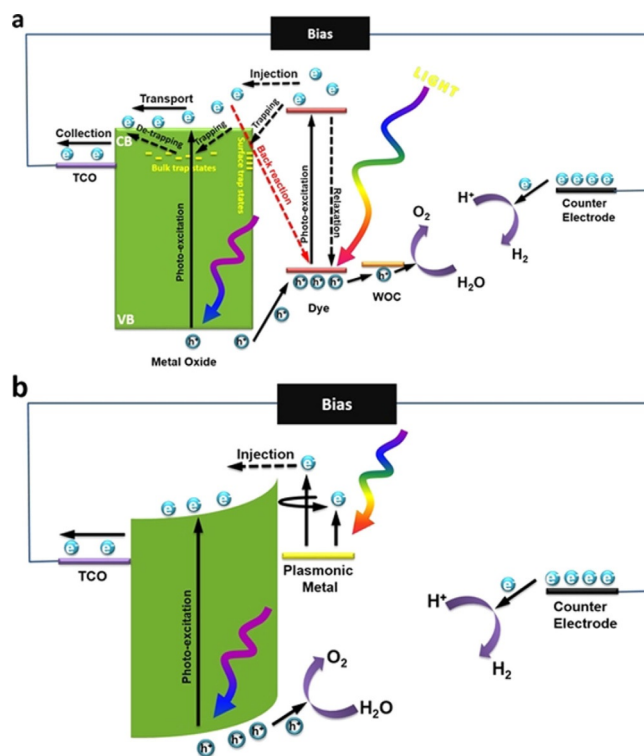 a
Bias
LIGHT
Injection
e⁻ e⁻ e⁻
Transport
e⁻ e⁻ e⁻ e⁻ e⁻
Collection
e⁻ e⁻
CB
De-trapping
Trapping
Trapping
TCO
Bulk trap states
Surface trap states
Back reaction
Photo-excitation
Photo-excitation
Relaxation
e⁻ e⁻ e⁻ e⁻
e⁻
Counter
Electrode
H⁺
H₂
O₂
H₂O
h⁺ h⁺ h⁺
Dye
h⁺
WOC
VB
h⁺ h⁺
h⁺
Metal Oxide
b
Bias
Injection
e⁻
e⁻ e⁻ e⁻
e⁻
e⁻ e⁻
TCO
Plasmonic
Metal
Photo-excitation
e⁻ e⁻ e⁻ e⁻
e⁻
Counter
Electrode
H⁺
H₂
O₂
H₂O
h⁺ h⁺ h⁺ h⁺